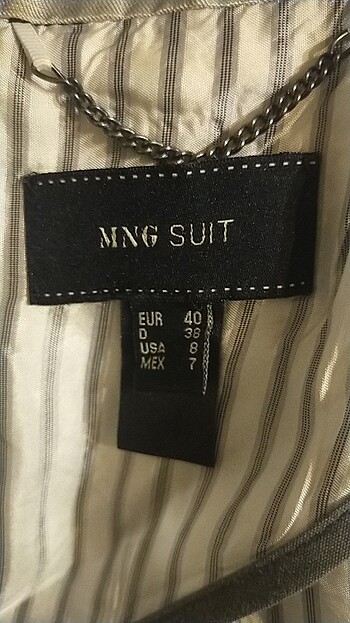 MNG SUIT
EUR 40
D 38
USA 8
MEX 7